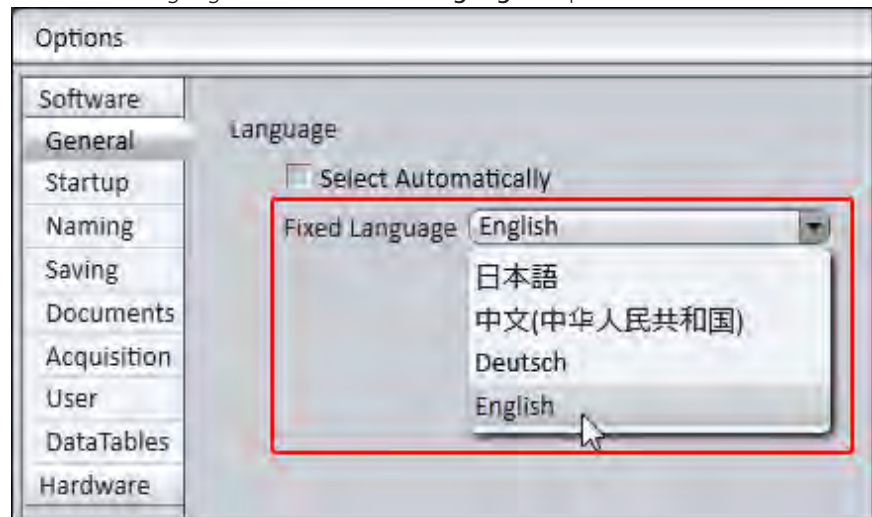 Options
Software
General
Startup
Naming
Saving
Documents
Acquisition
User
DataTables
Hardware
Language
Select Automatically
Fixed Language English
日本語
中文(中华人民共和国)
Deutsch
English